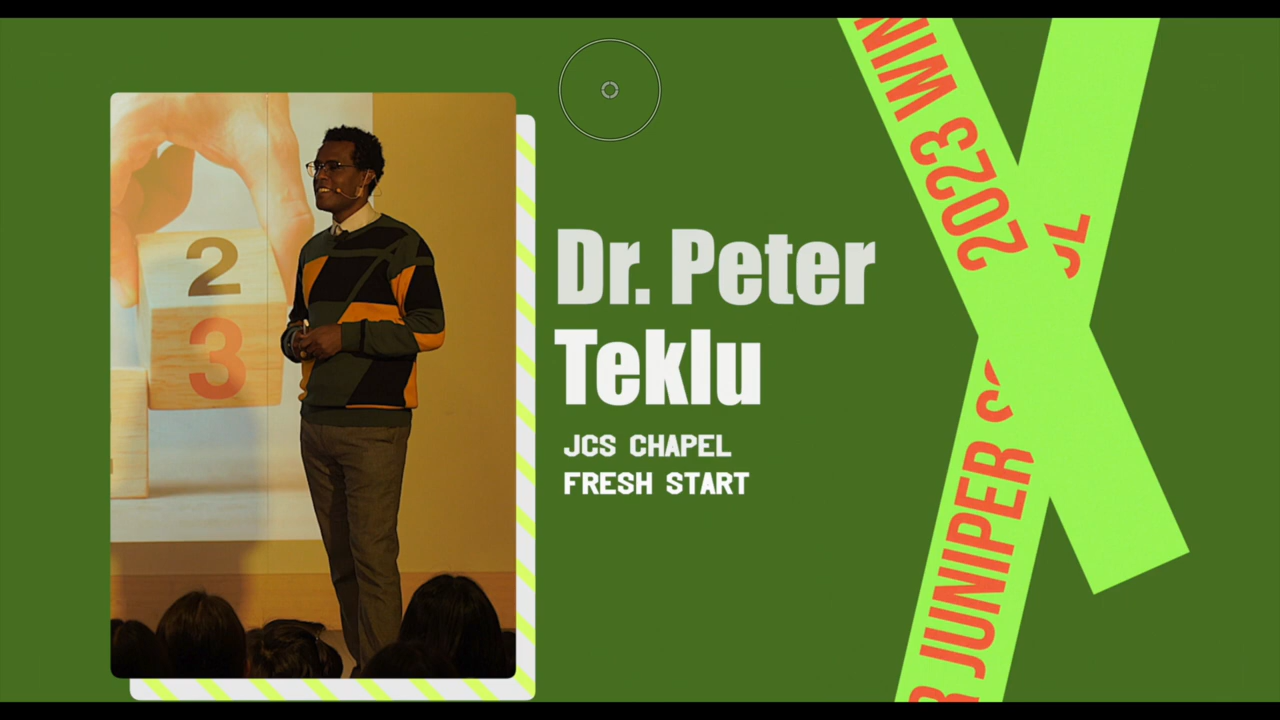 2
3
Dr. Peter
Teklu
JCS CHAPEL
FRESH START
2023 WIN
JUNIPER